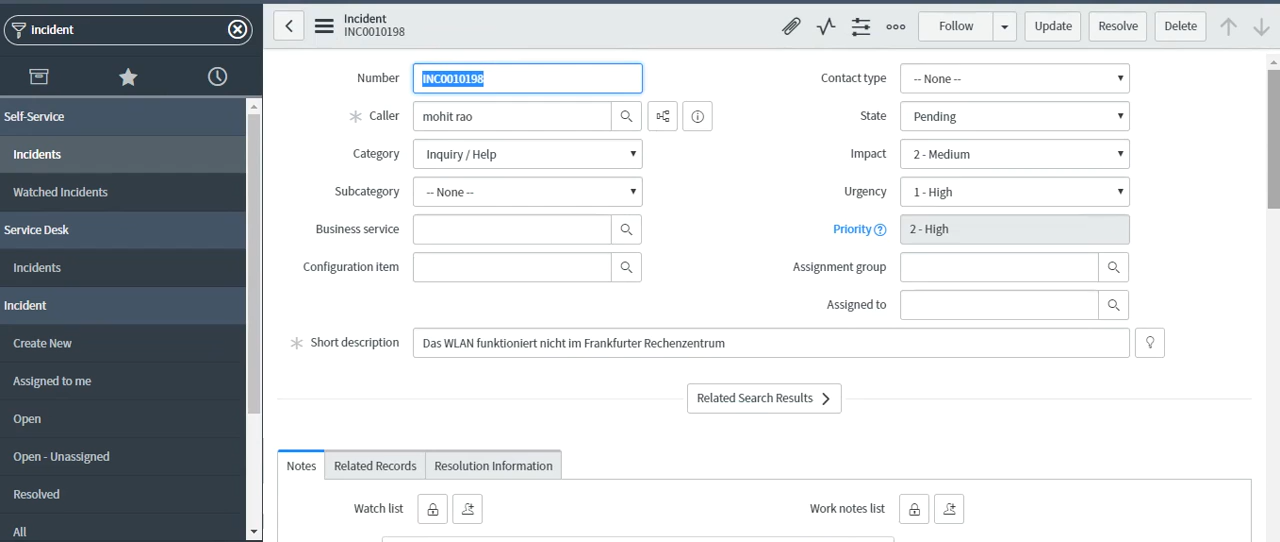 Incident
Self-Service
Incidents
Watched Incidents
Service Desk
Incidents
Incident
Create New
Assigned to me
Open
Open - Unassigned
Resolved
All
Incident
INC0010198
Follow
Update
Resolve
Delete
Number INC0010198
Caller mohit rao
Category Inquiry / Help
Subcategory -- None --
Business service
Configuration item
Contact type -- None --
State Pending
Impact 2 - Medium
Urgency 1 - High
Priority 2 - High
Assignment group
Assigned to
Short description Das WLAN funktioniert nicht im Frankfurter Rechenzentrum
Related Search Results
Notes Related Records Resolution Information
Watch list
Work notes list